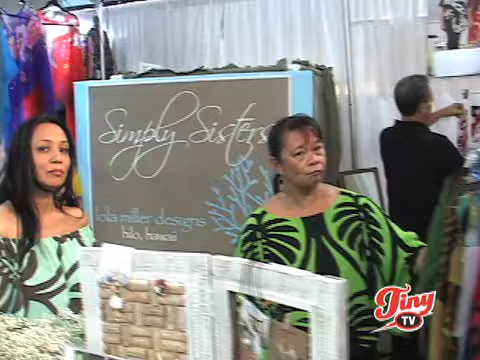 Simply Sisters
lola miller designs
hilo, hawaii
Tiny
TV